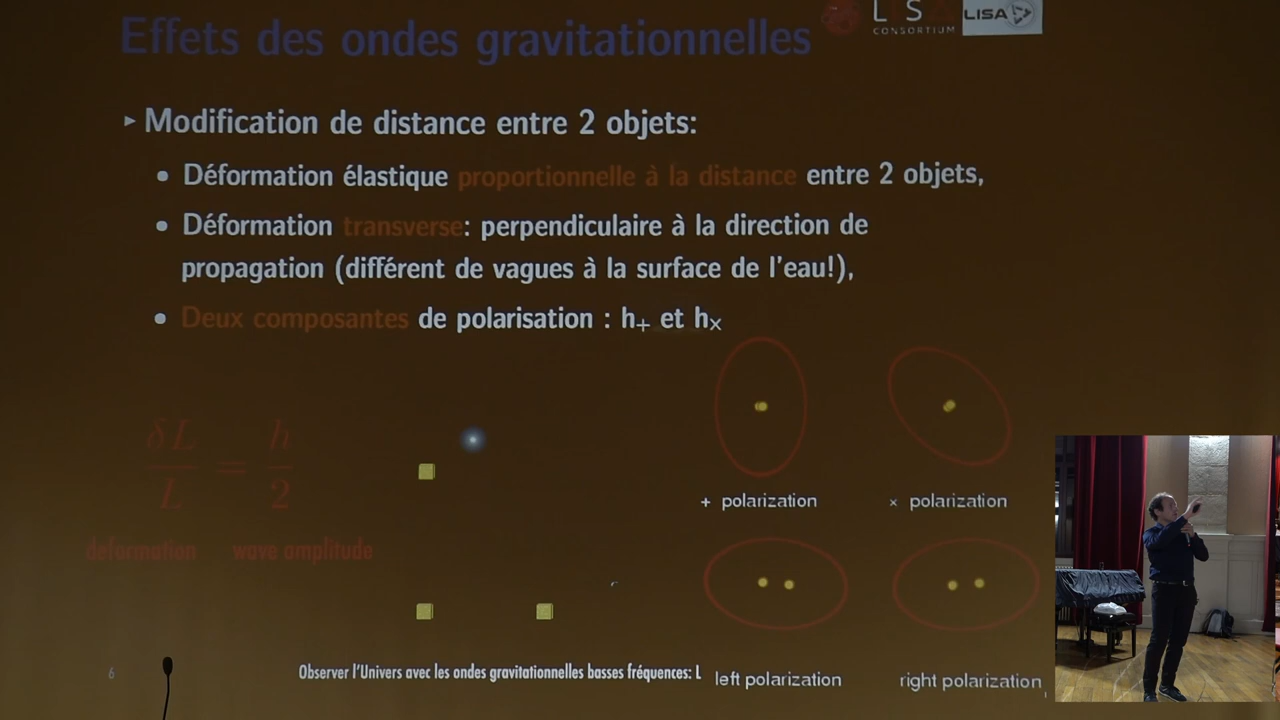 Effets des ondes gravitationnelles
L S A
CONSORTIUM
LISA
▸ Modification de distance entre 2 objets:
• Déformation élastique proportionnelle à la distance entre 2 objets,
• Déformation transverse: perpendiculaire à la direction de
propagation (différent de vagues à la surface de l'eau!),
• Deux composantes de polarisation : h₊ et hₓ
δL/L = h/2
deformation wave amplitude
+ polarization
× polarization
left polarization
right polarization
6
Observer l'Univers avec les ondes gravitationnelles basses fréquences: L